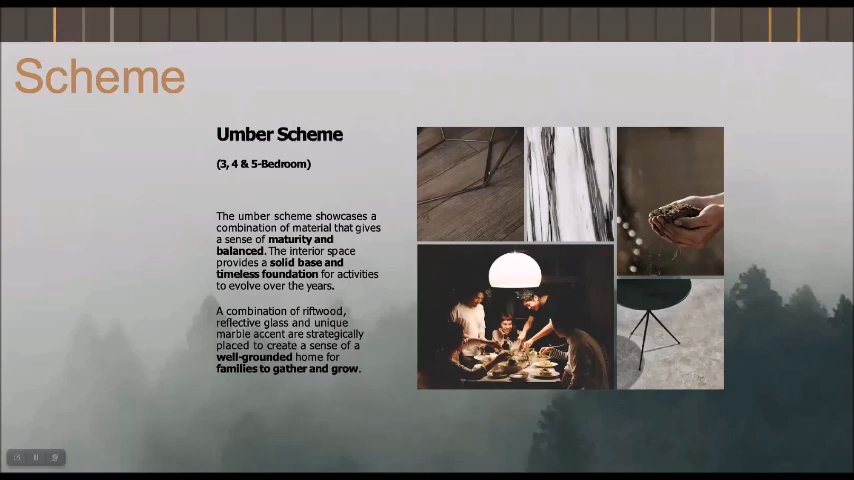 Scheme
Umber Scheme
(3, 4 & 5-Bedroom)
The umber scheme showcases a
combination of material that gives
a sense of maturity and
balanced. The interior space
provides a solid base and
timeless foundation for activities
to evolve over the years.
A combination of riftwood,
reflective glass and unique
marble accent are strategically
placed to create a sense of a
well-grounded home for
families to gather and grow.